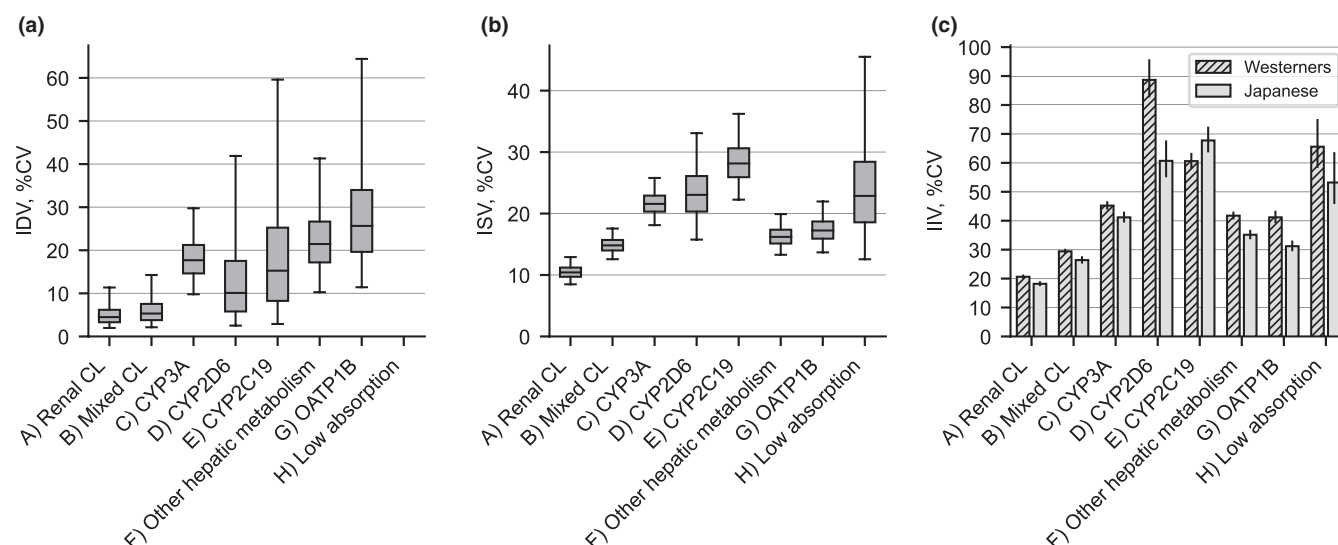 (a)
IDV, %CV
60
50
40
30
20
10
0
A) Renal CL
B) Mixed CL
C) CYP3A
D) CYP2D6
E) CYP2C19
F) Other hepatic metabolism
G) OATP1B
H) Low absorption
(b)
ISV, %CV
40
30
20
10
0
A) Renal CL
B) Mixed CL
C) CYP3A
D) CYP2D6
E) CYP2C19
F) Other hepatic metabolism
G) OATP1B
H) Low absorption
(c)
IIV, %CV
100
90
80
70
60
50
40
30
20
10
0
Westerners
Japanese
A) Renal CL
B) Mixed CL
C) CYP3A
D) CYP2D6
E) CYP2C19
F) Other hepatic metabolism
G) OATP1B
H) Low absorption